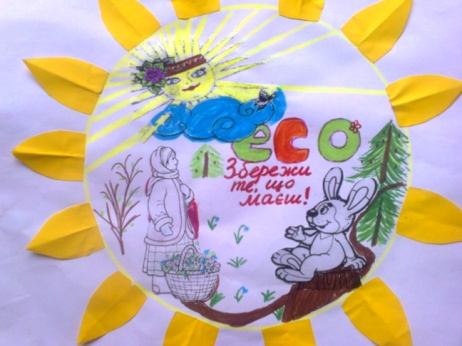 eco
Збережи
те, що
маєш!